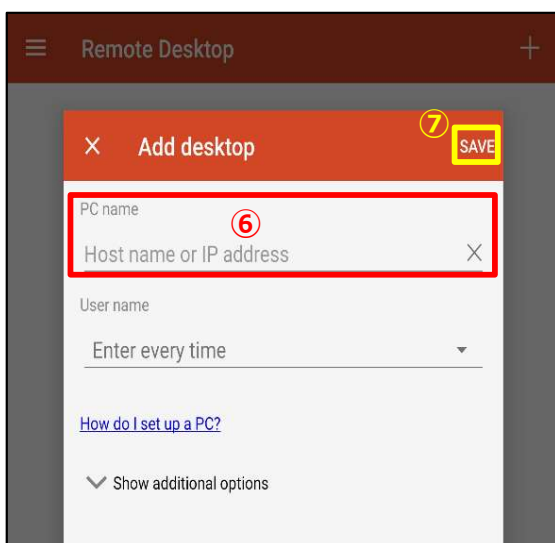 Remote Desktop
⑦
Add desktop
SAVE
PC name
⑥
Host name or IP address
User name
Enter every time
How do I set up a PC?
Show additional options